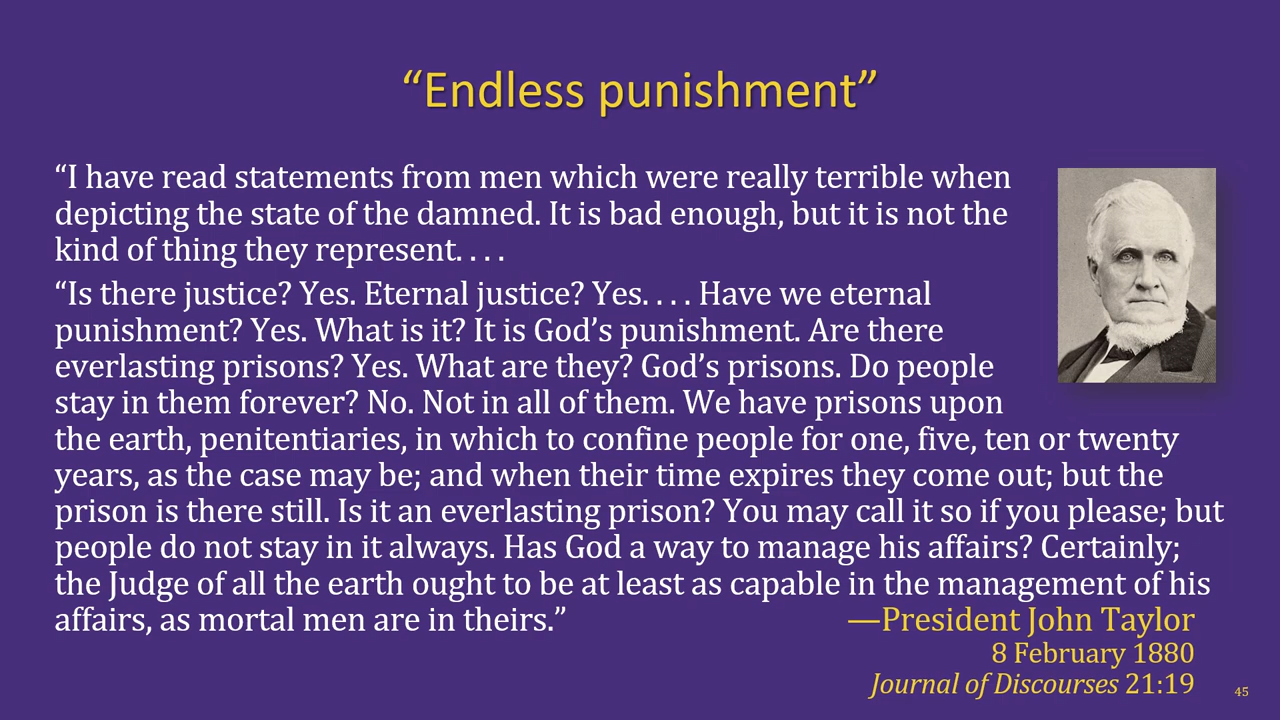 “Endless punishment”
“I have read statements from men which were really terrible when
depicting the state of the damned. It is bad enough, but it is not the
kind of thing they represent. . . .
“Is there justice? Yes. Eternal justice? Yes. . . . Have we eternal
punishment? Yes. What is it? It is God’s punishment. Are there
everlasting prisons? Yes. What are they? God’s prisons. Do people
stay in them forever? No. Not in all of them. We have prisons upon
the earth, penitentiaries, in which to confine people for one, five, ten or twenty
years, as the case may be; and when their time expires they come out; but the
prison is there still. Is it an everlasting prison? You may call it so if you please; but
people do not stay in it always. Has God a way to manage his affairs? Certainly;
the Judge of all the earth ought to be at least as capable in the management of his
affairs, as mortal men are in theirs.”
—President John Taylor
8 February 1880
Journal of Discourses 21:19
45